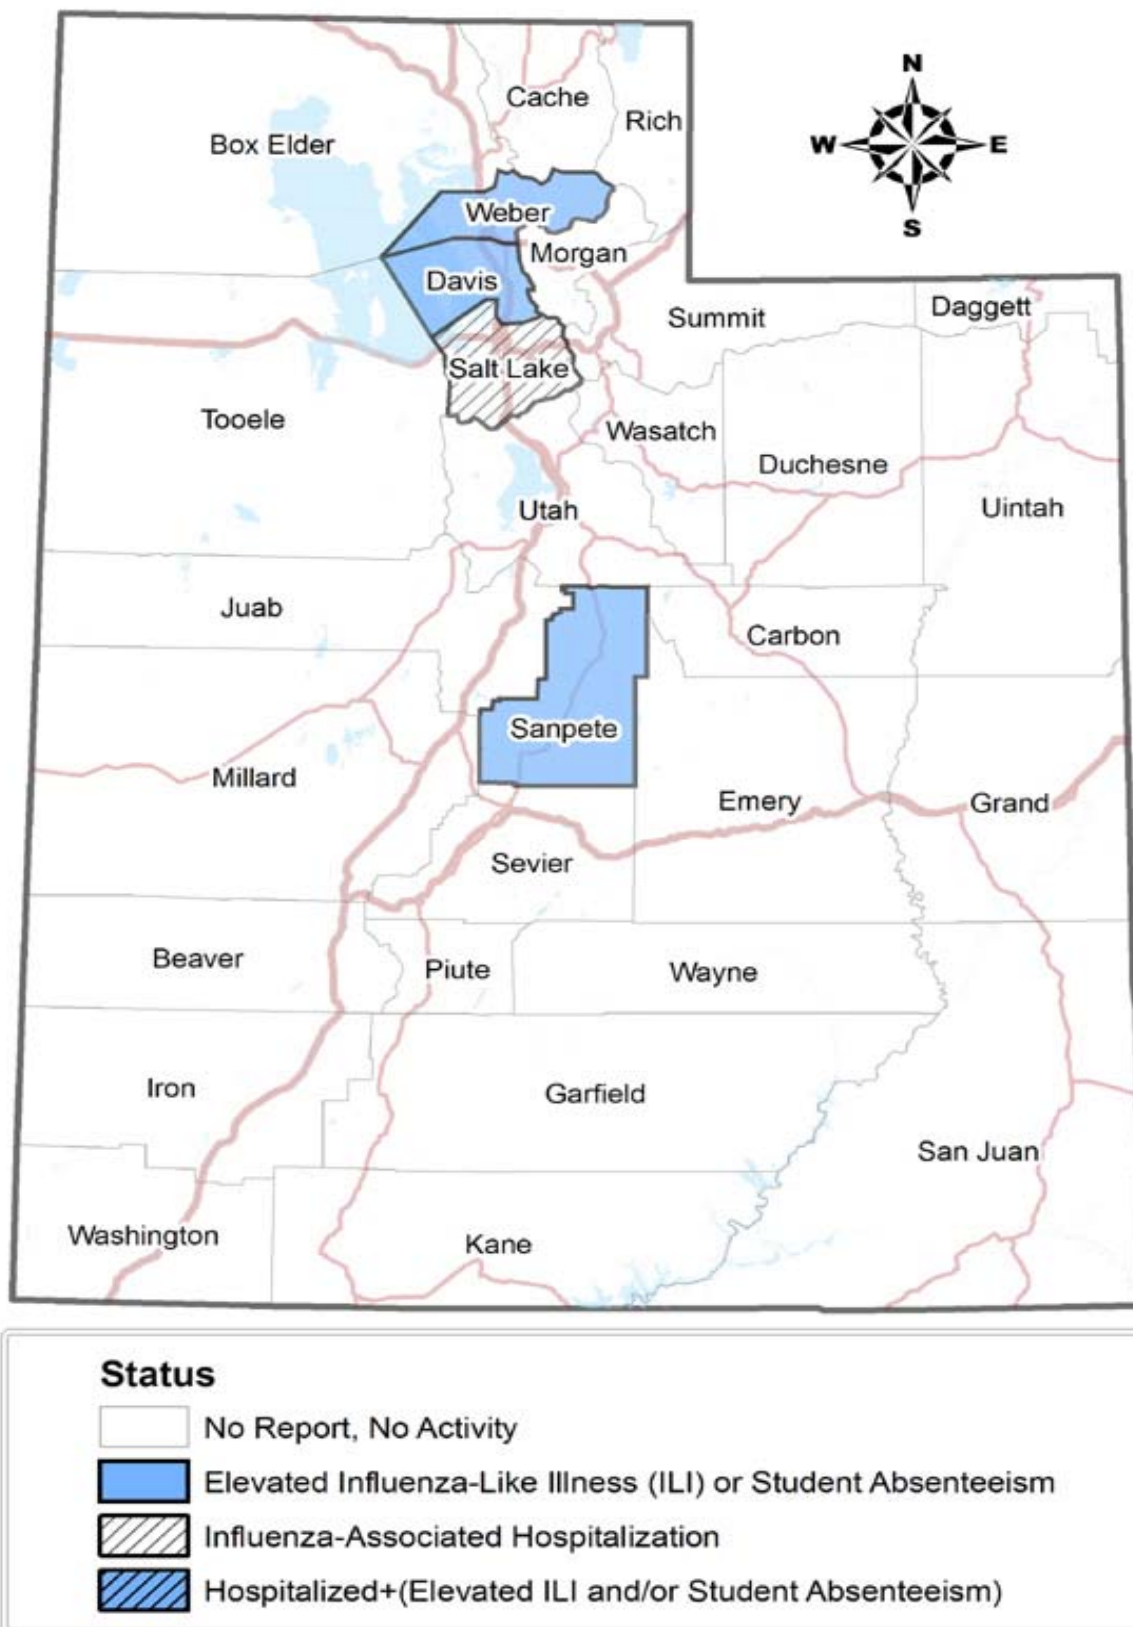 N
W E
S
Cache
Rich
Box Elder
Weber
Morgan
Davis
Summit
Daggett
Salt Lake
Tooele
Wasatch
Duchesne
Uintah
Utah
Juab
Carbon
Sanpete
Millard
Emery
Grand
Sevier
Beaver
Piute
Wayne
Iron
Garfield
San Juan
Washington
Kane
Status
No Report, No Activity
Elevated Influenza-Like Illness (ILI) or Student Absenteeism
Influenza-Associated Hospitalization
Hospitalized+(Elevated ILI and/or Student Absenteeism)